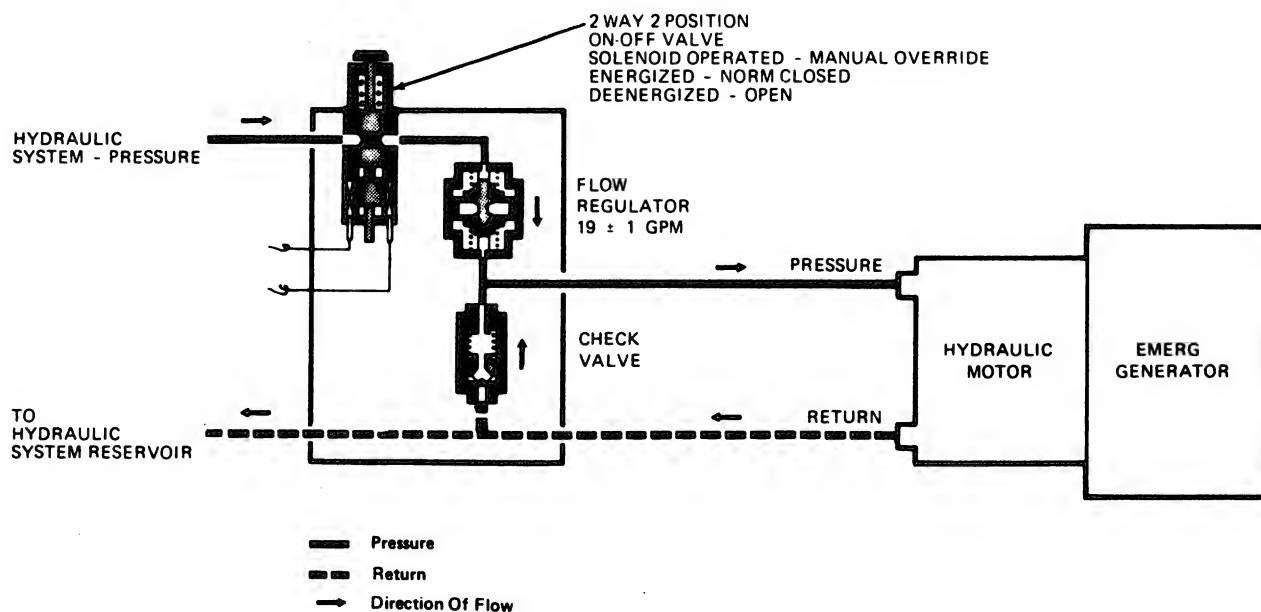 2 WAY 2 POSITION
ON-OFF VALVE
SOLENOID OPERATED - MANUAL OVERRIDE
ENERGIZED - NORM CLOSED
DEENERGIZED - OPEN
HYDRAULIC
SYSTEM - PRESSURE
FLOW
REGULATOR
19 ± 1 GPM
PRESSURE
CHECK
VALVE
HYDRAULIC
MOTOR
EMERG
GENERATOR
TO
HYDRAULIC
SYSTEM RESERVOIR
RETURN
Pressure
Return
Direction Of Flow